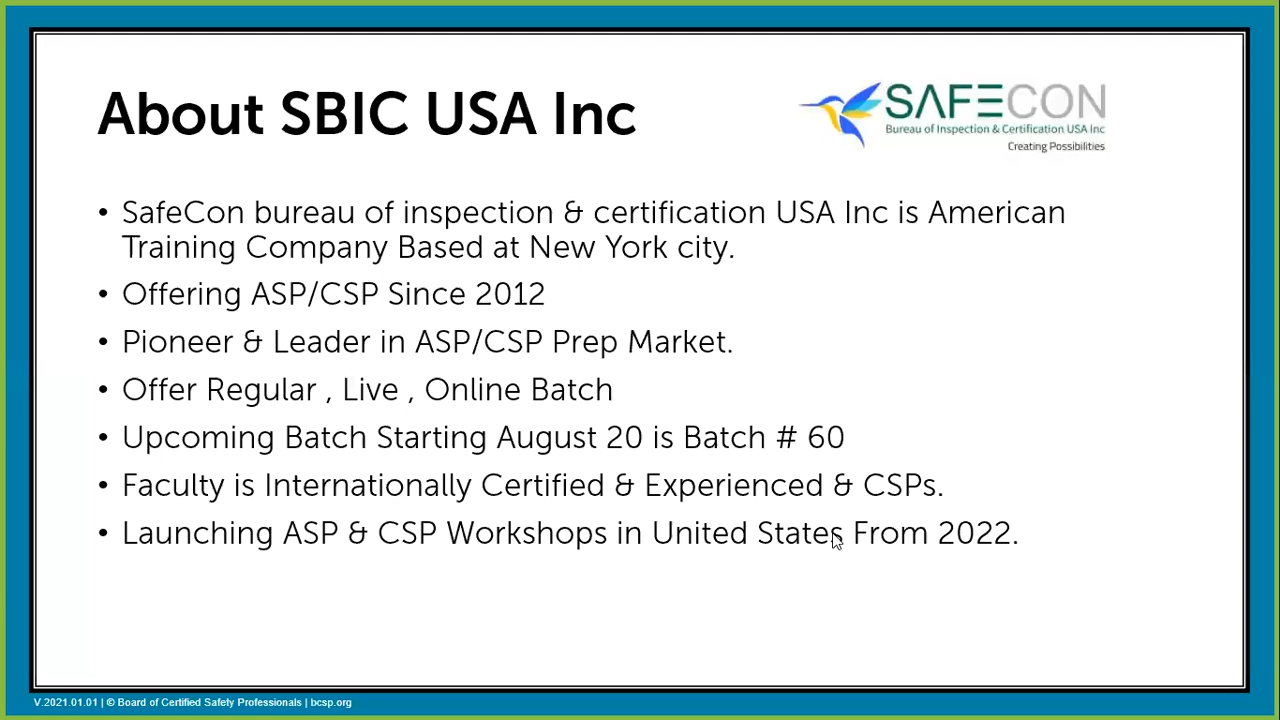 About SBIC USA Inc
SAFECON
Bureau of Inspection & Certification USA Inc
Creating Possibilities
• SafeCon bureau of inspection & certification USA Inc is American
Training Company Based at New York city.
• Offering ASP/CSP Since 2012
• Pioneer & Leader in ASP/CSP Prep Market.
• Offer Regular , Live , Online Batch
• Upcoming Batch Starting August 20 is Batch # 60
• Faculty is Internationally Certified & Experienced & CSPs.
• Launching ASP & CSP Workshops in United States From 2022.
V.2021.01.01 | © Board of Certified Safety Professionals | bcsp.org